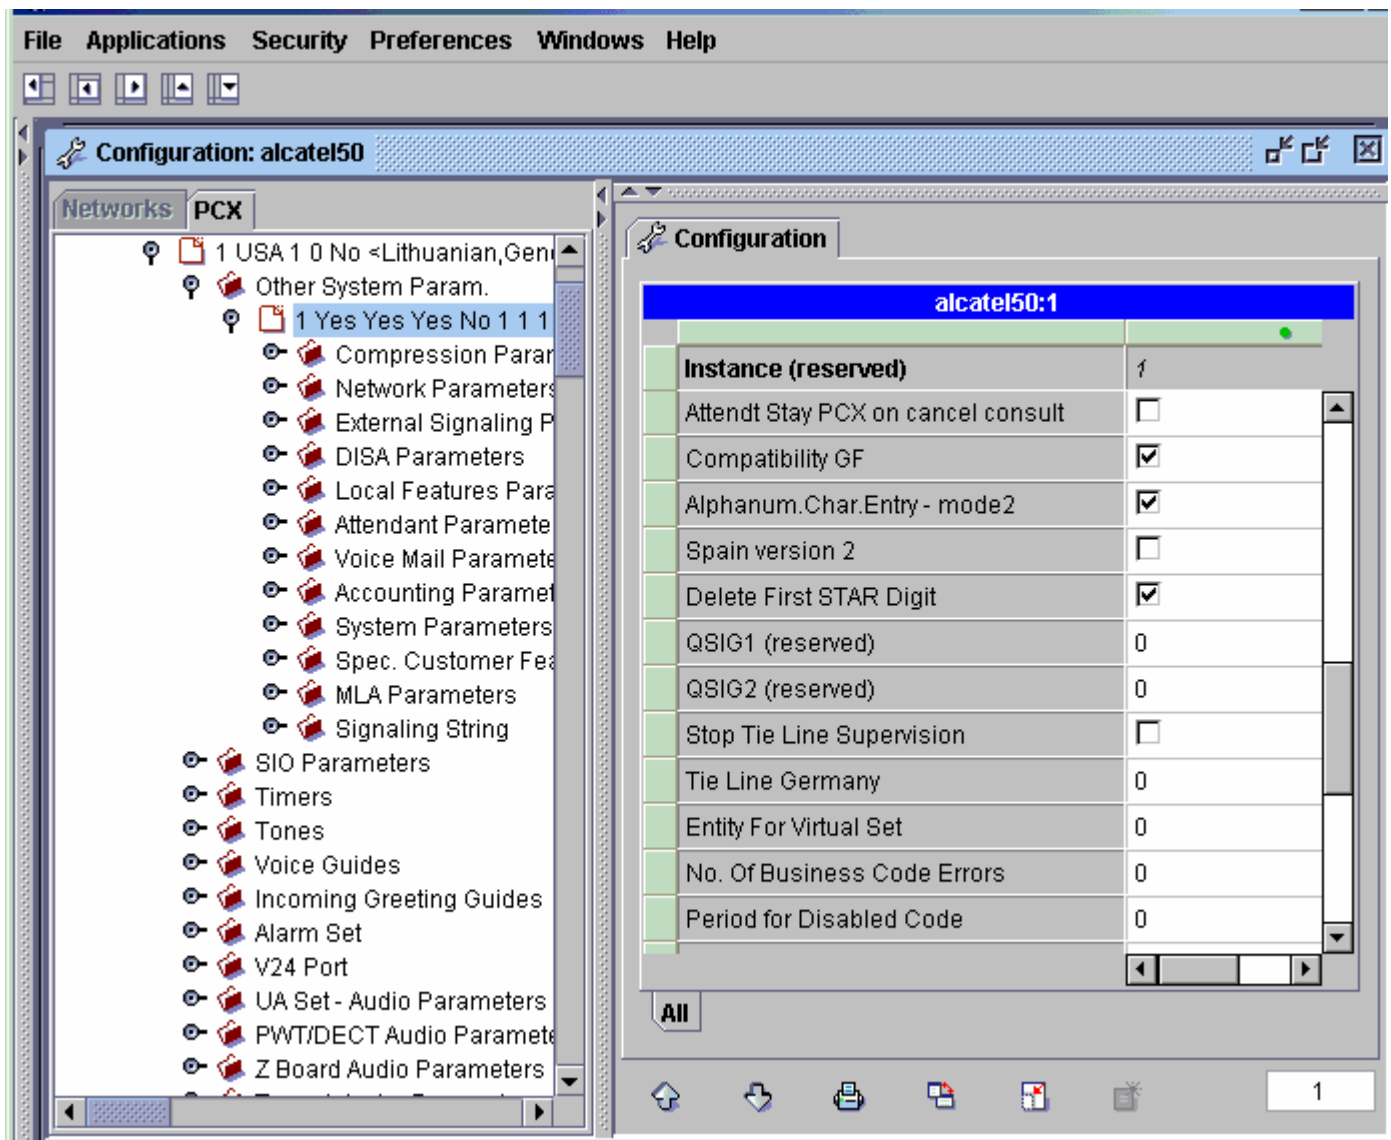 File Applications Security Preferences Windows Help
Configuration: alcatel50
Networks PCX
1 USA 1 0 No <Lithuanian,Gen
Other System Param.
1 Yes Yes Yes No 1 1 1
Compression Parar
Network Parameters
External Signaling P
DISA Parameters
Local Features Para
Attendant Paramete
Voice Mail Paramete
Accounting Paramet
System Parameters
Spec. Customer Fea
MLA Parameters
Signaling String
SIO Parameters
Timers
Tones
Voice Guides
Incoming Greeting Guides
Alarm Set
V24 Port
UA Set - Audio Parameters
PWT/DECT Audio Paramete
Z Board Audio Parameters
Configuration
alcatel50:1
Instance (reserved) 1
Attendt Stay PCX on cancel consult
Compatibility GF
Alphanum.Char.Entry - mode2
Spain version 2
Delete First STAR Digit
QSIG1 (reserved) 0
QSIG2 (reserved) 0
Stop Tie Line Supervision
Tie Line Germany 0
Entity For Virtual Set 0
No. Of Business Code Errors 0
Period for Disabled Code 0
All
1